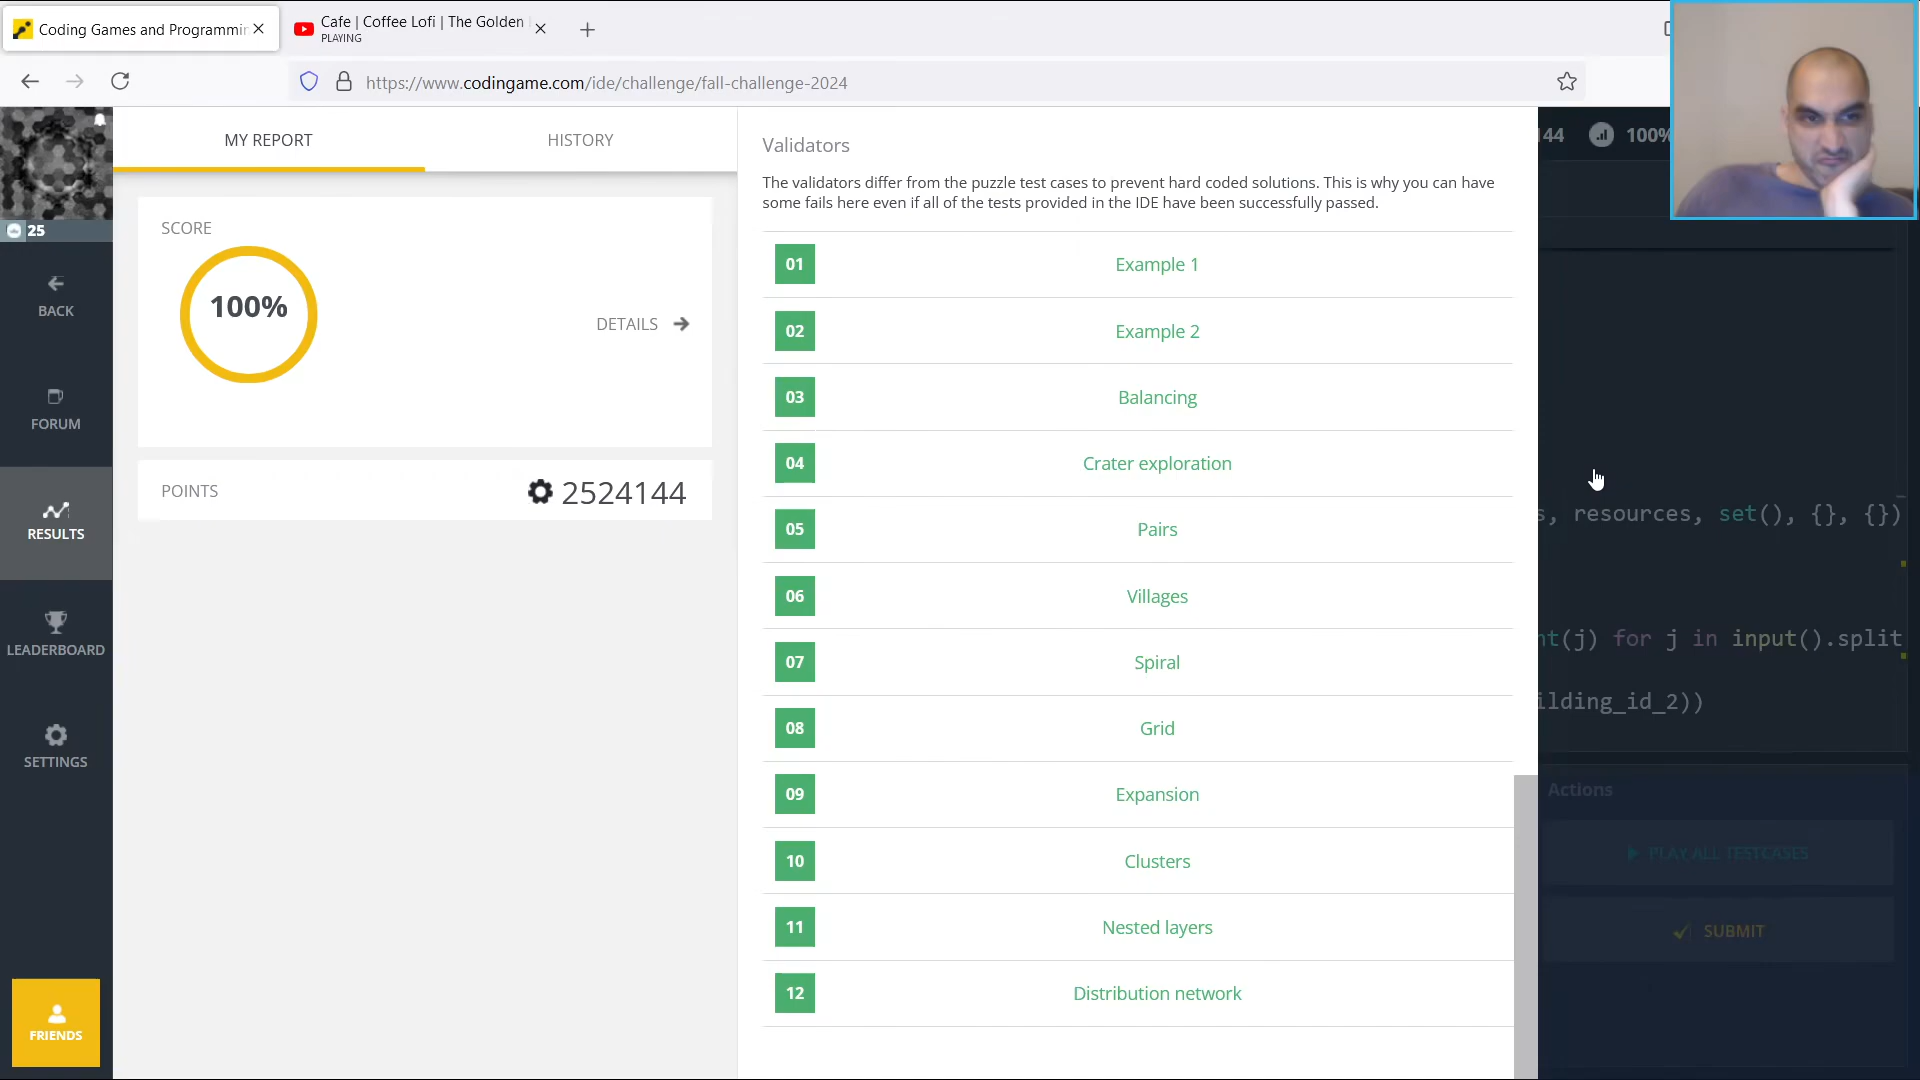 Coding Games and Programmin
Cafe | Coffee Lofi | The Golden
PLAYING
https://www.codingame.com/ide/challenge/fall-challenge-2024
25
BACK
FORUM
RESULTS
LEADERBOARD
SETTINGS
FRIENDS
MY REPORT
HISTORY
SCORE
100%
DETAILS
POINTS
2524144
Validators
The validators differ from the puzzle test cases to prevent hard coded solutions. This is why you can have
some fails here even if all of the tests provided in the IDE have been successfully passed.
01 Example 1
02 Example 2
03 Balancing
04 Crater exploration
05 Pairs
06 Villages
07 Spiral
08 Grid
09 Expansion
10 Clusters
11 Nested layers
12 Distribution network
144
100%
s, resources, set(), {}, {})
nt(j) for j in input().split
ilding_id_2))
Actions
PLAY ALL TESTCASES
SUBMIT